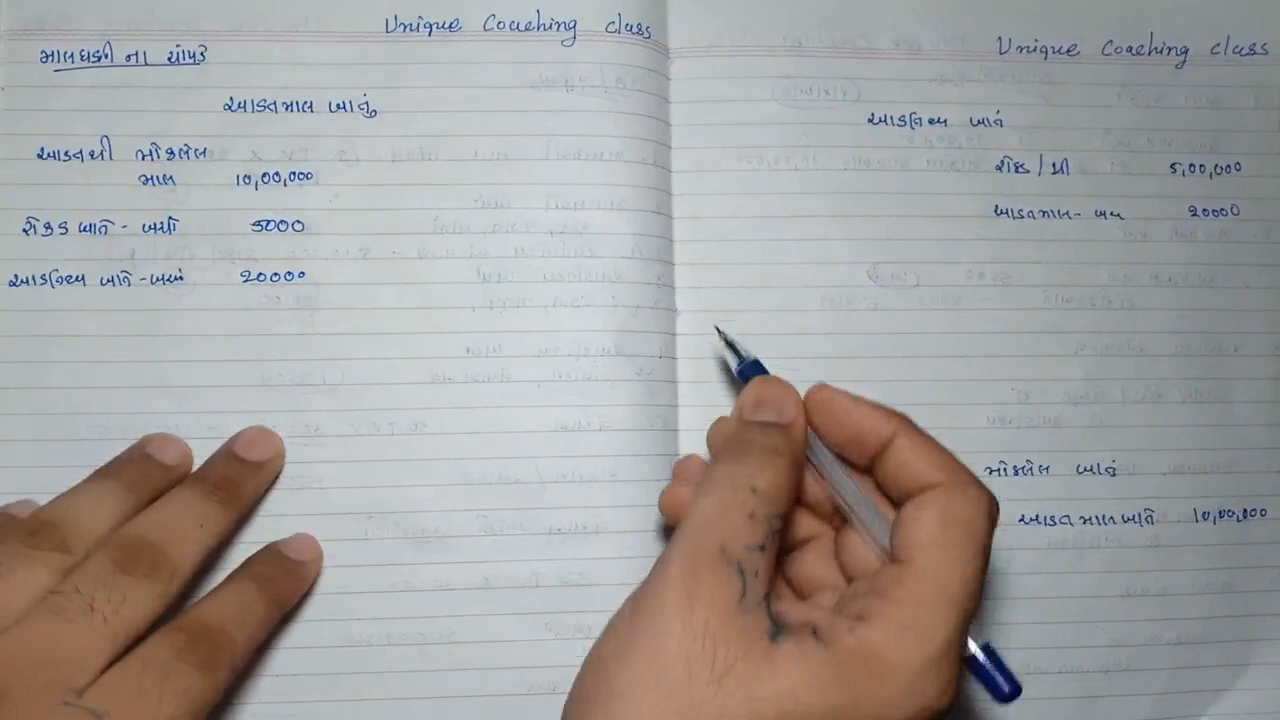 Unique Coaching Class
માલધણી ના ચોપડે
આડતમાલ ખાતું
આડતથી મોકલેલ
માલ 10,00,000
રોકડ ખાતે - ખર્ચા 5000
આડતિયા ખાતે - ખર્ચા 20000
Unique Coaching Class
આડતિયા ખાતું
રોકડ / શ્રી 5,00,000
આડતમાલ - ખર્ચ 20000
મોકલેલ ખાતું
આડતમાલ ખાતે 10,00,000